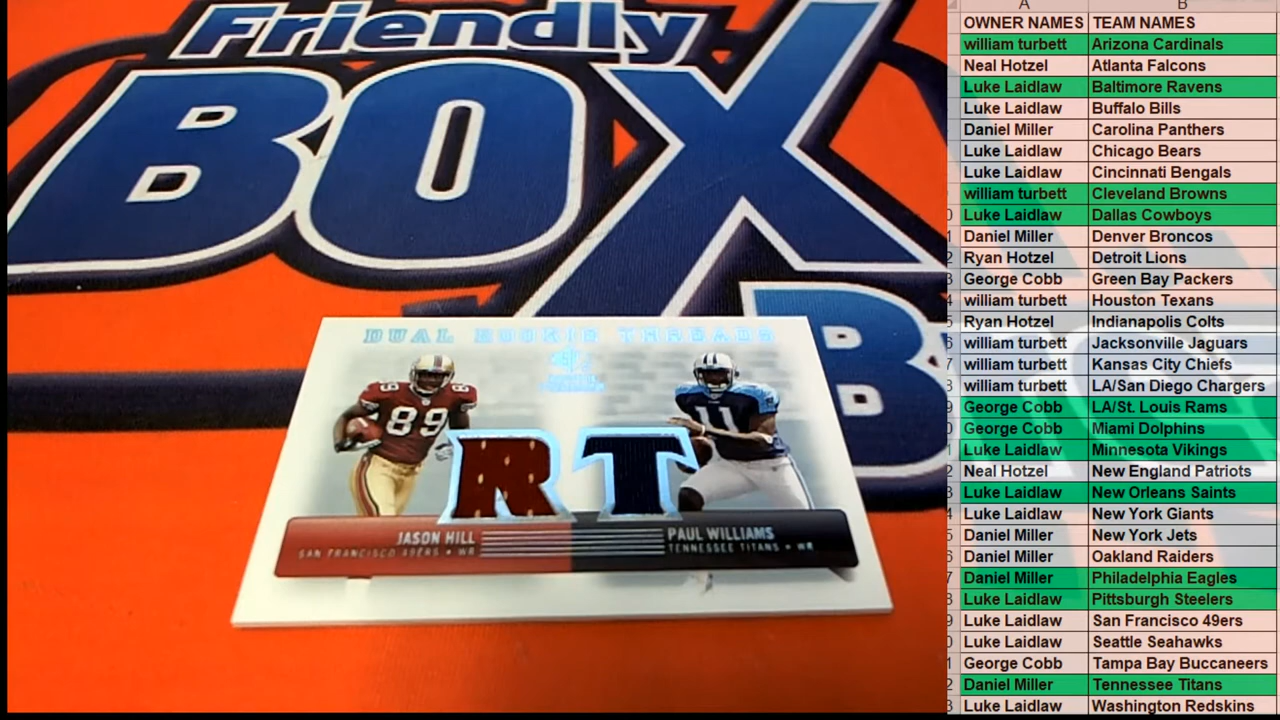 Friendly
BOX
B
DUAL ROOKIE THREADS
89
11
RT
JASON HILL
SAN FRANCISCO 49ERS • WR
PAUL WILLIAMS
TENNESSEE TITANS • WR
A B
OWNER NAMES TEAM NAMES
william turbett Arizona Cardinals
Neal Hotzel Atlanta Falcons
Luke Laidlaw Baltimore Ravens
Luke Laidlaw Buffalo Bills
Daniel Miller Carolina Panthers
Luke Laidlaw Chicago Bears
Luke Laidlaw Cincinnati Bengals
william turbett Cleveland Browns
Luke Laidlaw Dallas Cowboys
Daniel Miller Denver Broncos
Ryan Hotzel Detroit Lions
George Cobb Green Bay Packers
william turbett Houston Texans
Ryan Hotzel Indianapolis Colts
william turbett Jacksonville Jaguars
william turbett Kansas City Chiefs
william turbett LA/San Diego Chargers
George Cobb LA/St. Louis Rams
George Cobb Miami Dolphins
Luke Laidlaw Minnesota Vikings
Neal Hotzel New England Patriots
Luke Laidlaw New Orleans Saints
Luke Laidlaw New York Giants
Daniel Miller New York Jets
Daniel Miller Oakland Raiders
Daniel Miller Philadelphia Eagles
Luke Laidlaw Pittsburgh Steelers
Luke Laidlaw San Francisco 49ers
Luke Laidlaw Seattle Seahawks
George Cobb Tampa Bay Buccaneers
Daniel Miller Tennessee Titans
Luke Laidlaw Washington Redskins